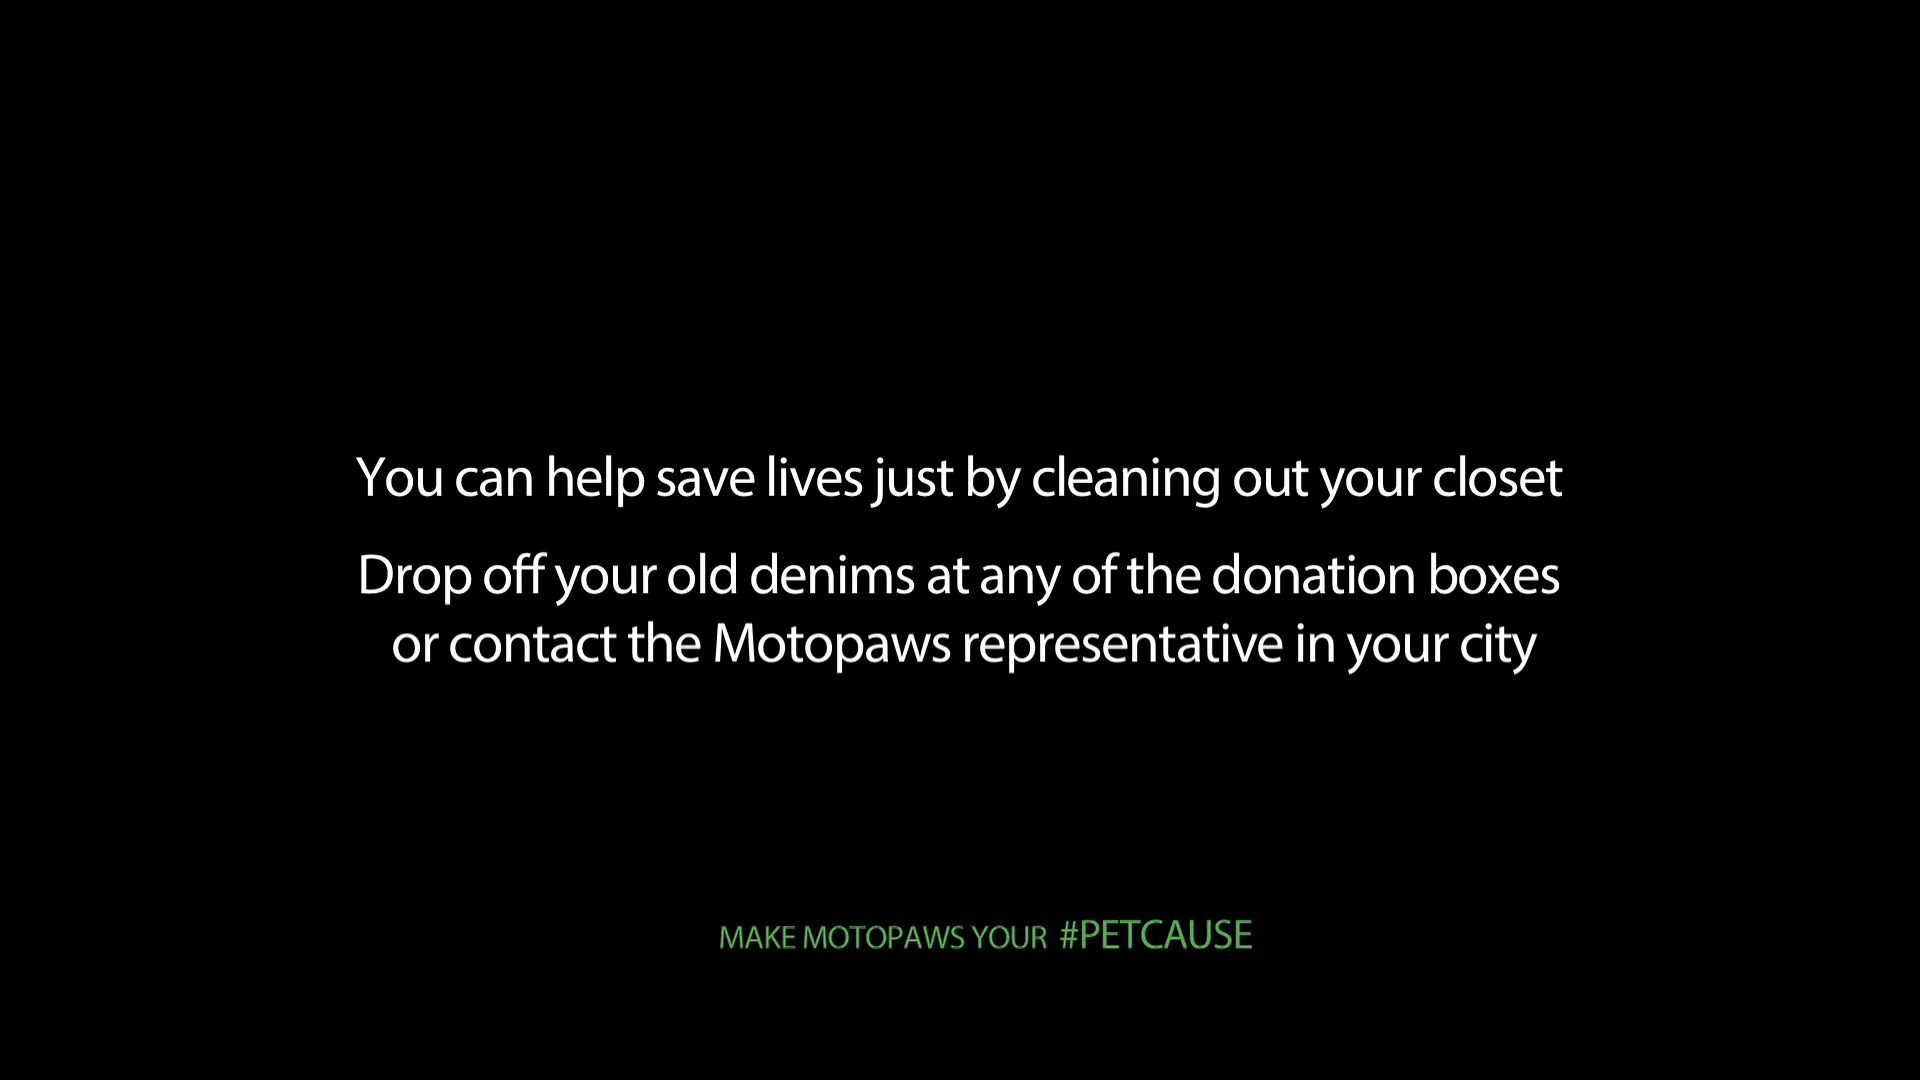 You can help save lives just by cleaning out your closet
Drop off your old denims at any of the donation boxes
or contact the Motopaws representative in your city
MAKE MOTOPAWS YOUR #PETCAUSE